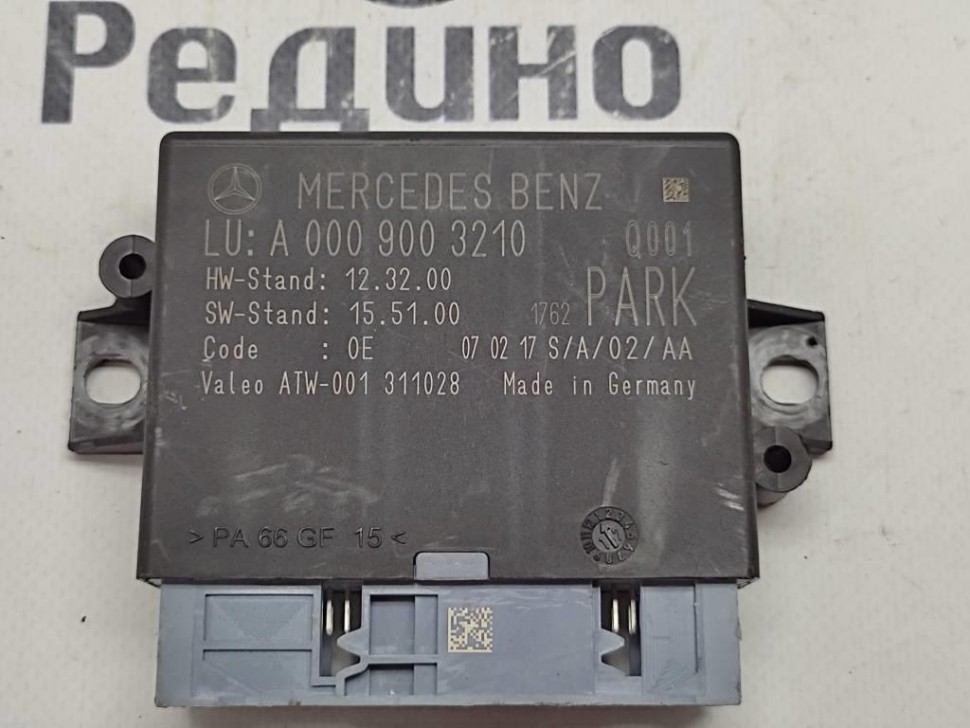 Редино
MERCEDES BENZ
LU: A 000 900 3210 Q001
HW-Stand: 12.32.00
SW-Stand: 15.51.00 1762 PARK
Code : 0E 07 02 17 S/A/02/AA
Valeo ATW-001 311028 Made in Germany
>PA 66 GF 15<